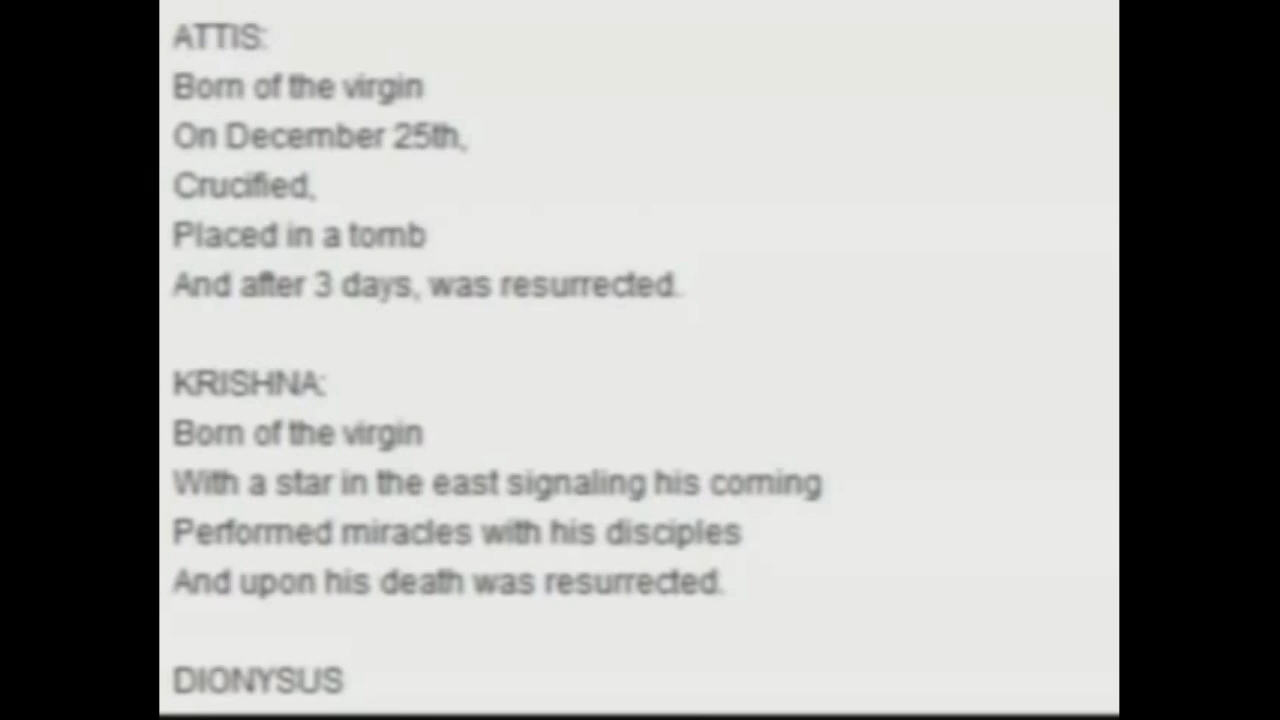 ATTIS:
Born of the virgin
On December 25th,
Crucified,
Placed in a tomb
And after 3 days, was resurrected.
KRISHNA:
Born of the virgin
With a star in the east signaling his coming
Performed miracles with his disciples
And upon his death was resurrected.
DIONYSUS